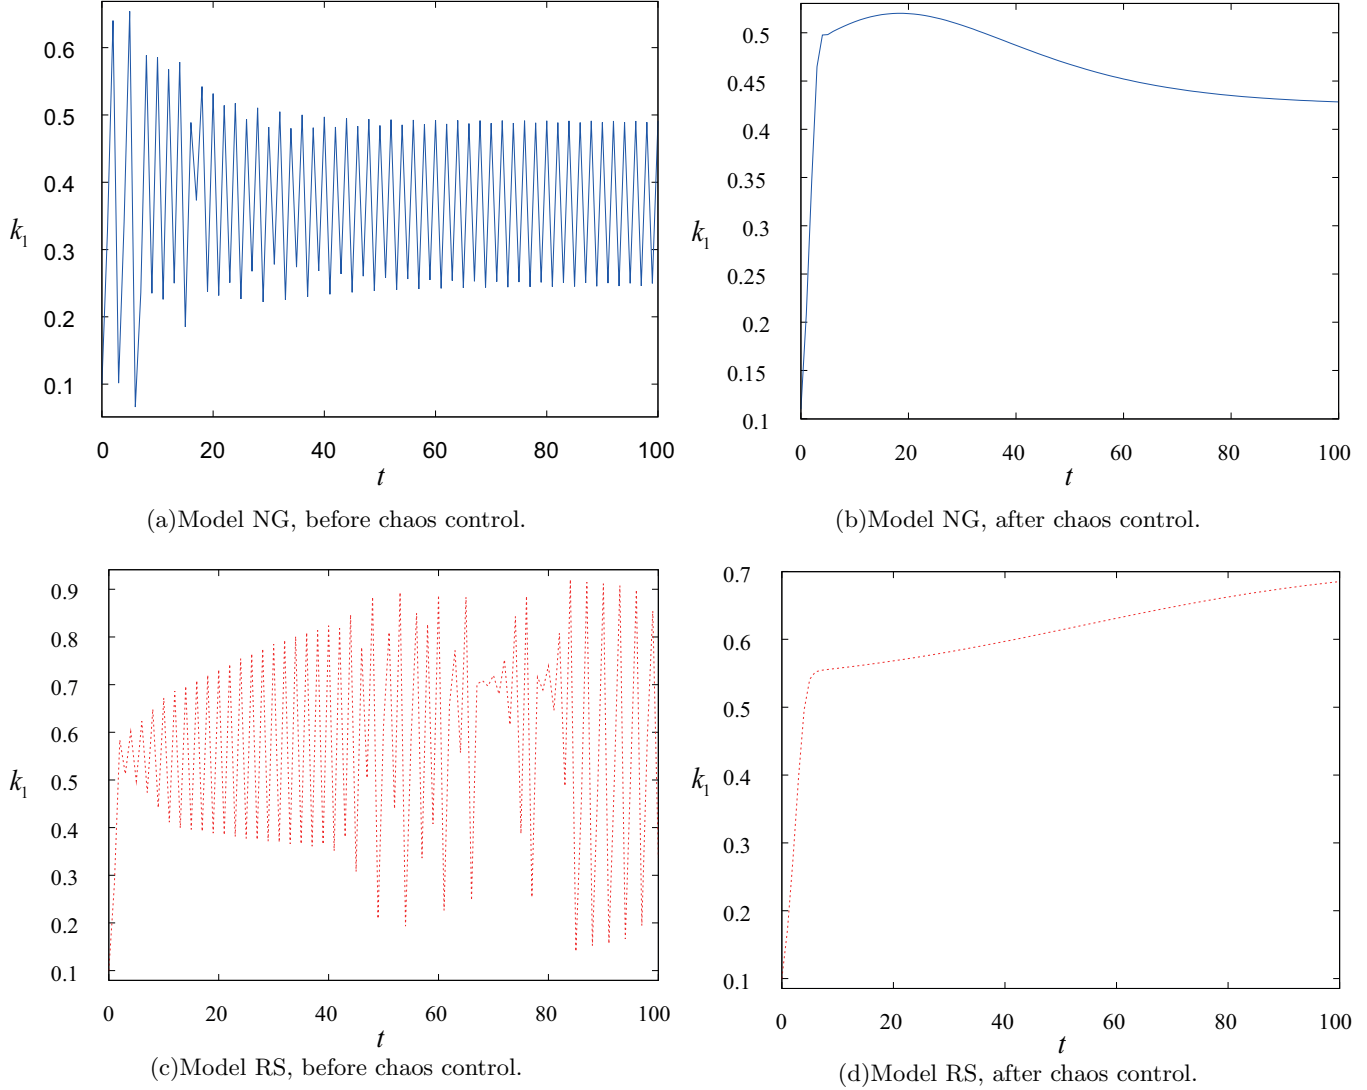 0.6
0.5
0.4
0.3
0.2
0.1
k1
0 20 40 60 80 100
t
(a)Model NG, before chaos control.
0.5
0.45
0.4
0.35
0.3
0.25
0.2
0.15
0.1
k1
0 20 40 60 80 100
t
(b)Model NG, after chaos control.
0.9
0.8
0.7
0.6
0.5
0.4
0.3
0.2
0.1
k1
0 20 40 60 80 100
t
(c)Model RS, before chaos control.
0.7
0.6
0.5
0.4
0.3
0.2
0.1
k1
0 20 40 60 80 100
t
(d)Model RS, after chaos control.